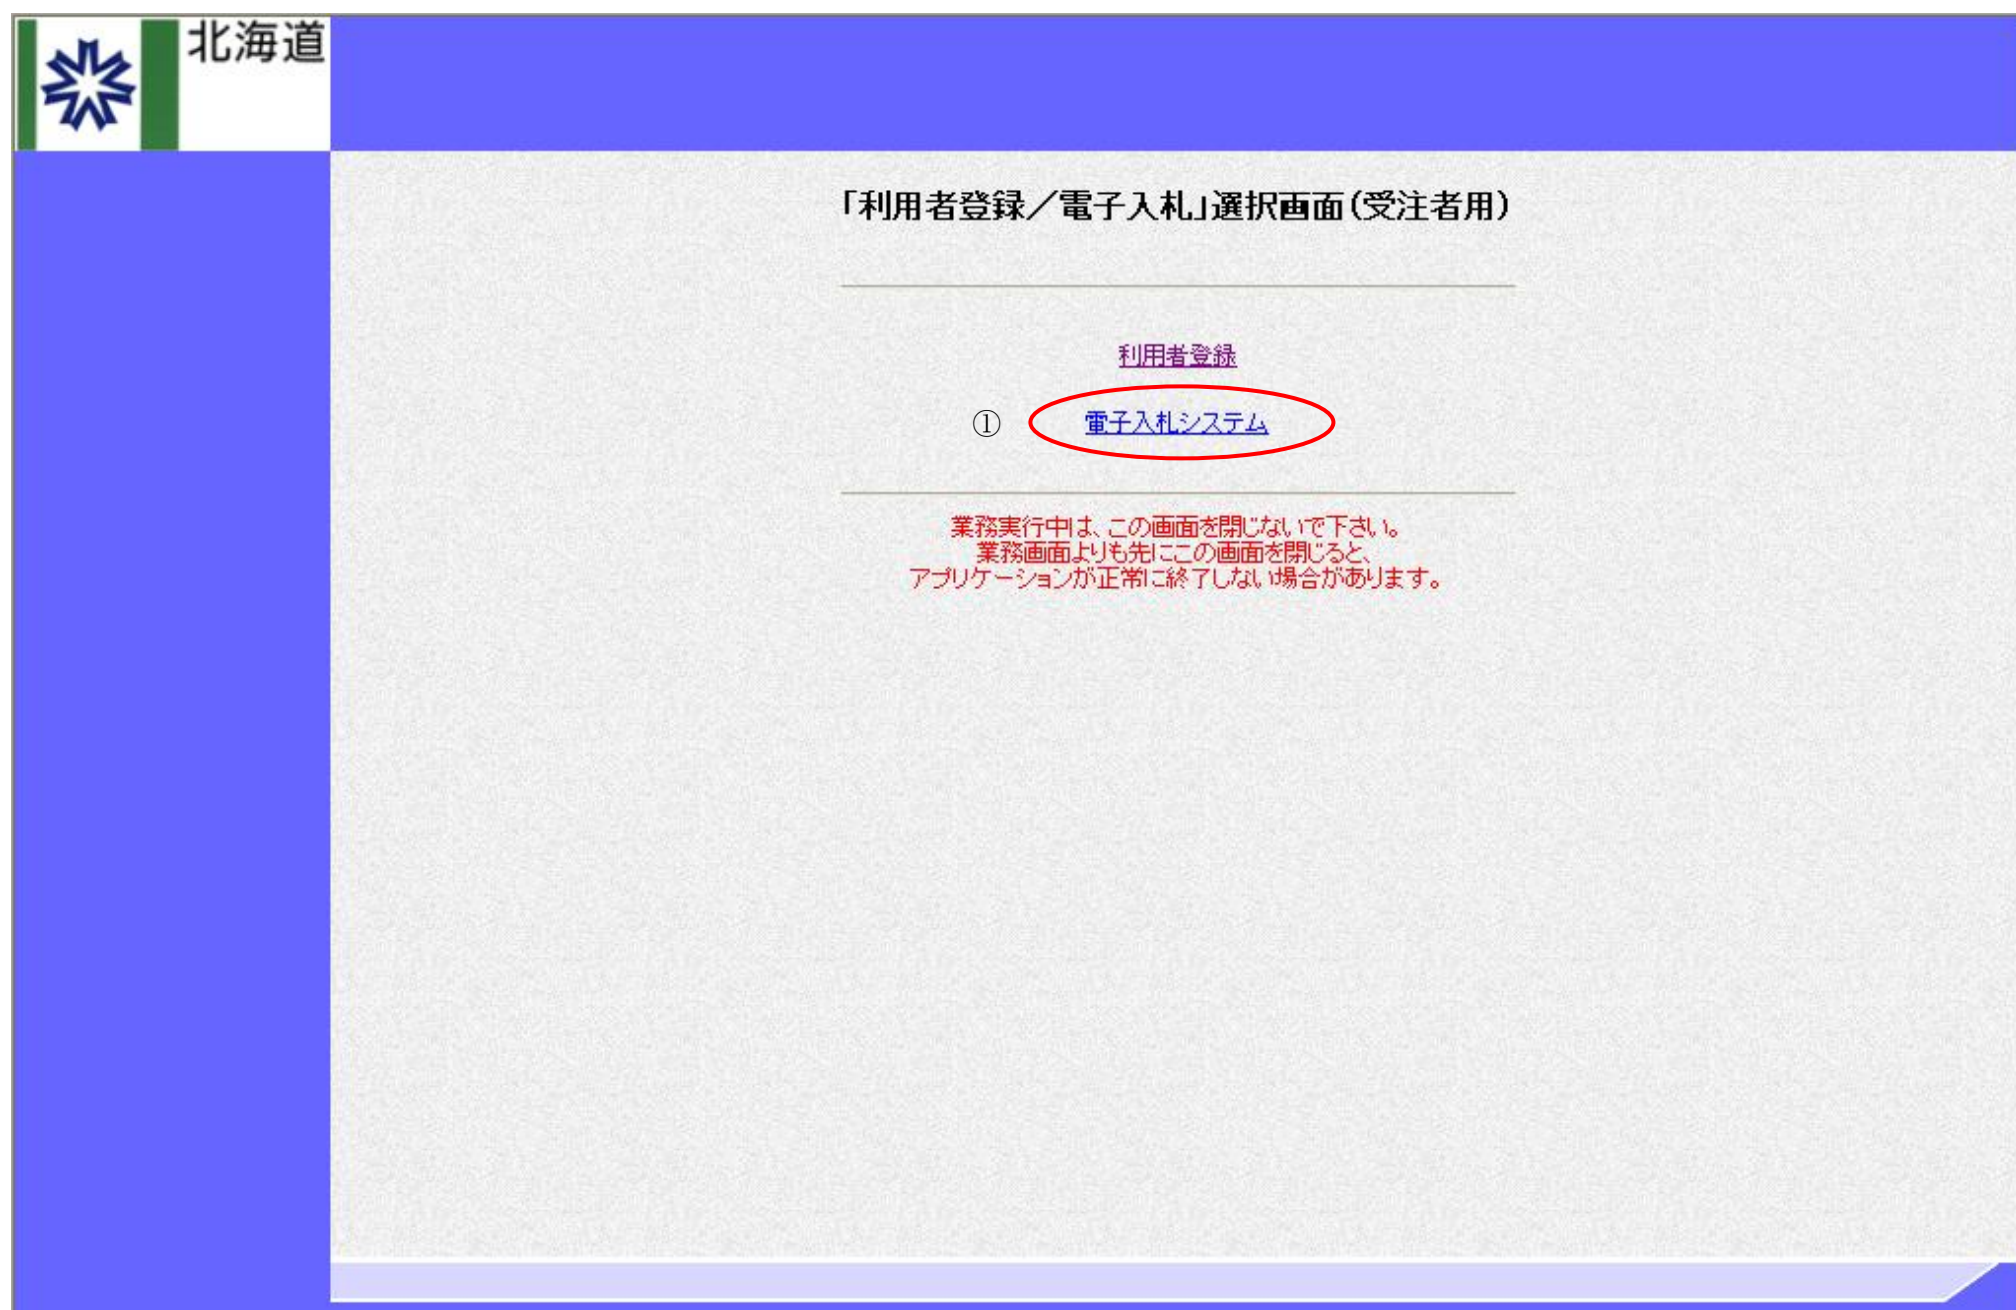 北海道
「利用者登録／電子入札」選択画面（受注者用）
利用者登録
① 電子入札システム
業務実行中は、この画面を閉じないで下さい。
業務画面よりも先にこの画面を閉じると、
アプリケーションが正常に終了しない場合があります。